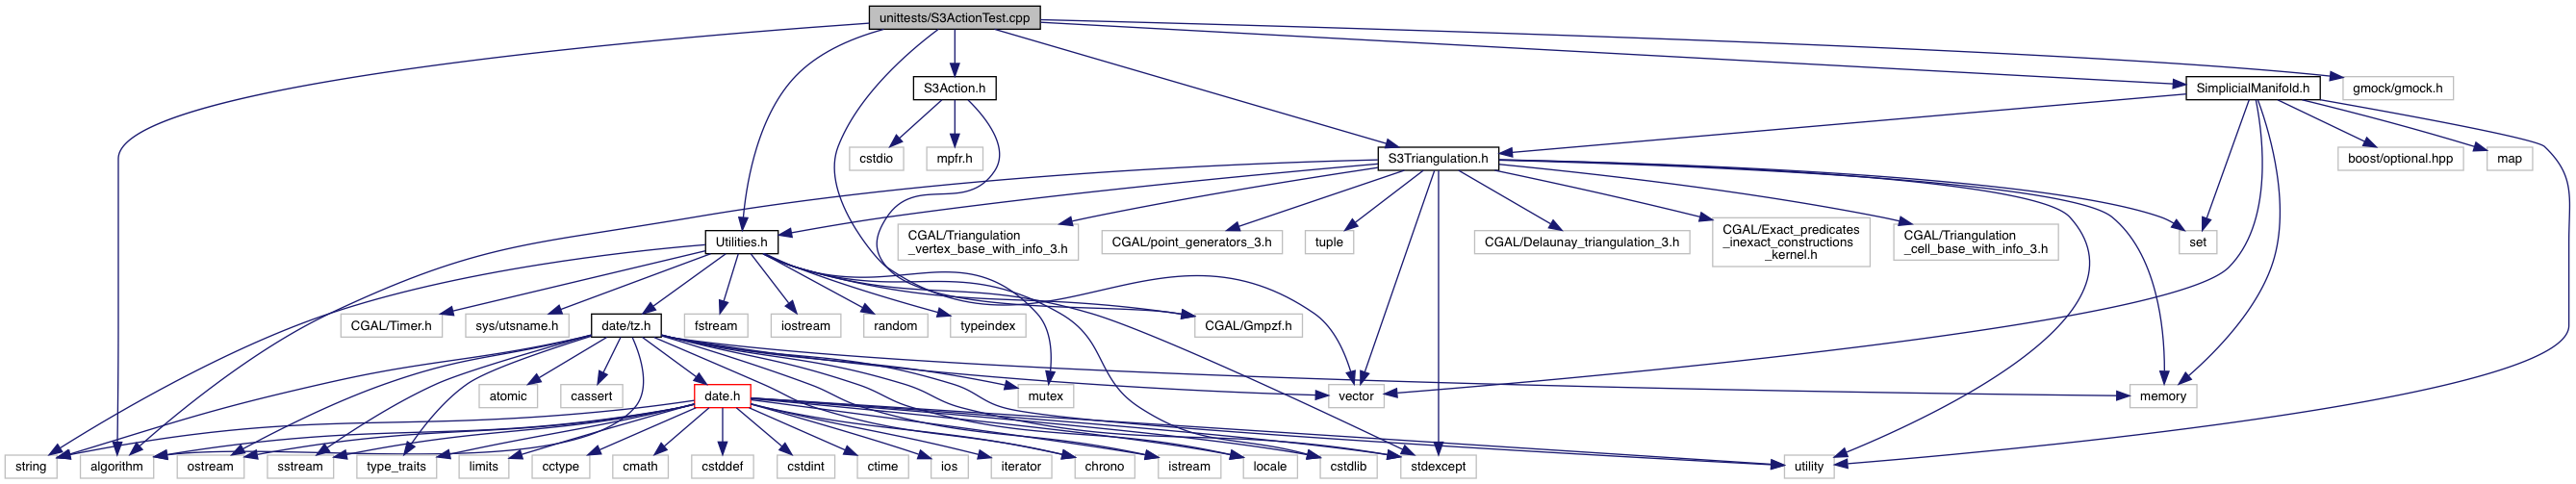 unittests/S3ActionTest.cpp
S3Action.h
SimplicialManifold.h
gmock/gmock.h
cstdio
mpfr.h
S3Triangulation.h
boost/optional.hpp
map
Utilities.h
CGAL/Triangulation
_vertex_base_with_info_3.h
CGAL/point_generators_3.h
tuple
CGAL/Delaunay_triangulation_3.h
CGAL/Exact_predicates
_inexact_constructions
_kernel.h
CGAL/Triangulation
_cell_base_with_info_3.h
set
CGAL/Timer.h
sys/utsname.h
date/tz.h
fstream
iostream
random
typeindex
CGAL/Gmpzf.h
atomic
cassert
date.h
mutex
vector
memory
string
algorithm
ostream
sstream
type_traits
limits
cctype
cmath
cstddef
cstdint
ctime
ios
iterator
chrono
istream
locale
cstdlib
stdexcept
utility